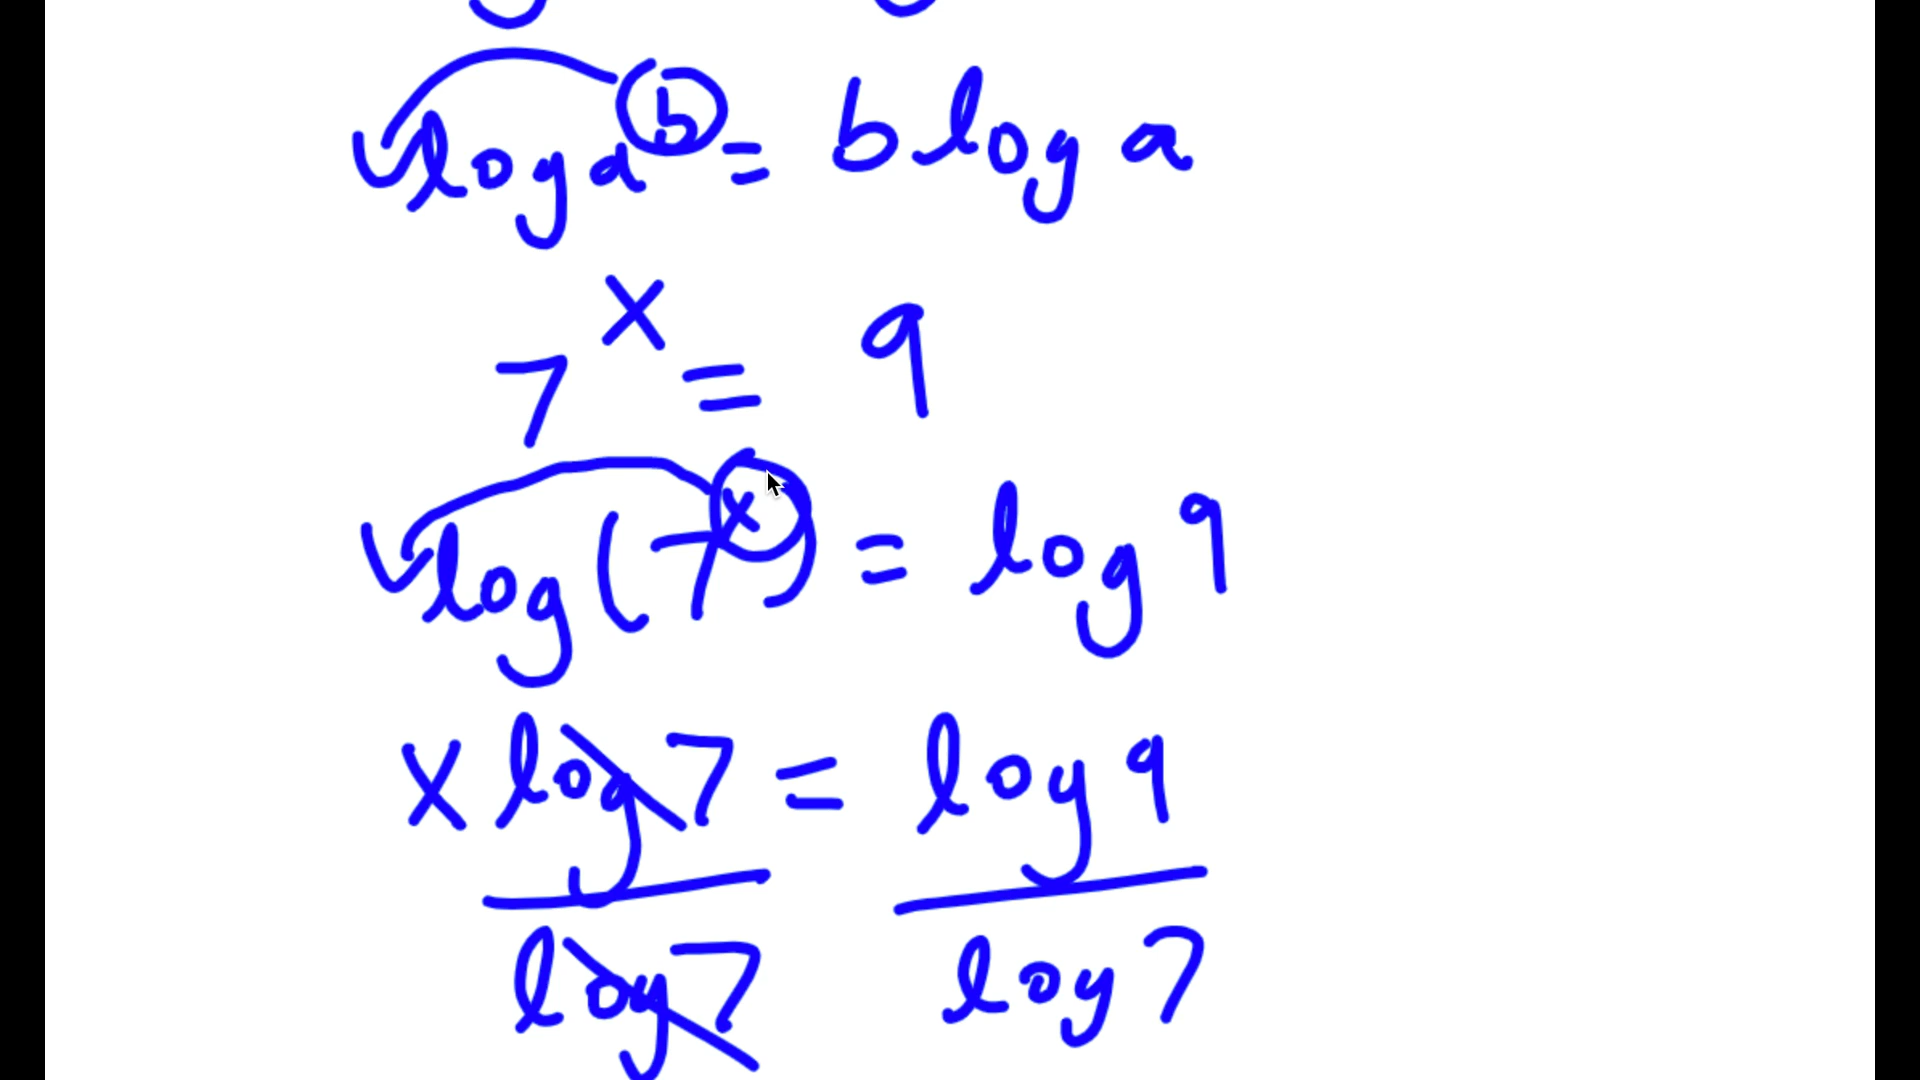 log a^b = b log a
7^x = 9
log(7^x) = log 9
x log 7 = log 9
log 7 log 7